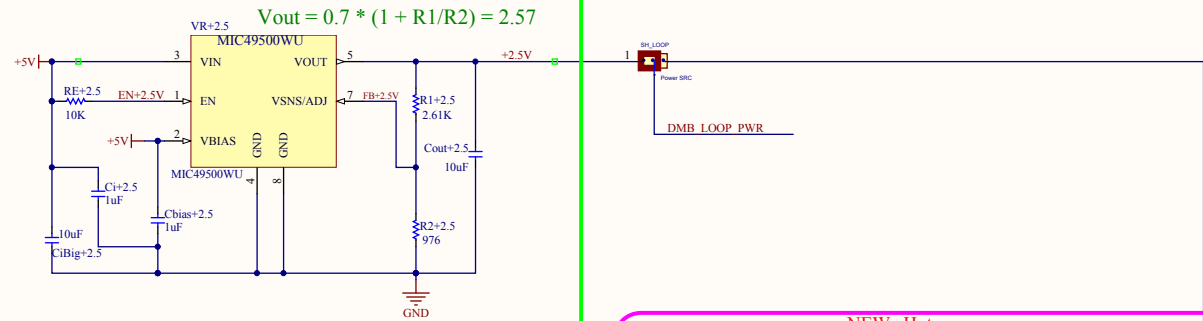 Vout = 0.7 * (1 + R1/R2) = 2.57
VR+2.5
MIC49500WU
+5V
3
VIN
VOUT
5
+2.5V
1
SH_LOOP
Power SRC
RE+2.5
10K
EN+2.5V
1
EN
VSNS/ADJ
7
FB+2.5V
R1+2.5
2.61K
+5V
2
VBIAS
GND
GND
DMB_LOOP_PWR
Cout+2.5
10uF
MIC49500WU
4
8
Ci+2.5
1uF
Cbias+2.5
1uF
R2+2.5
976
10uF
CiBig+2.5
GND